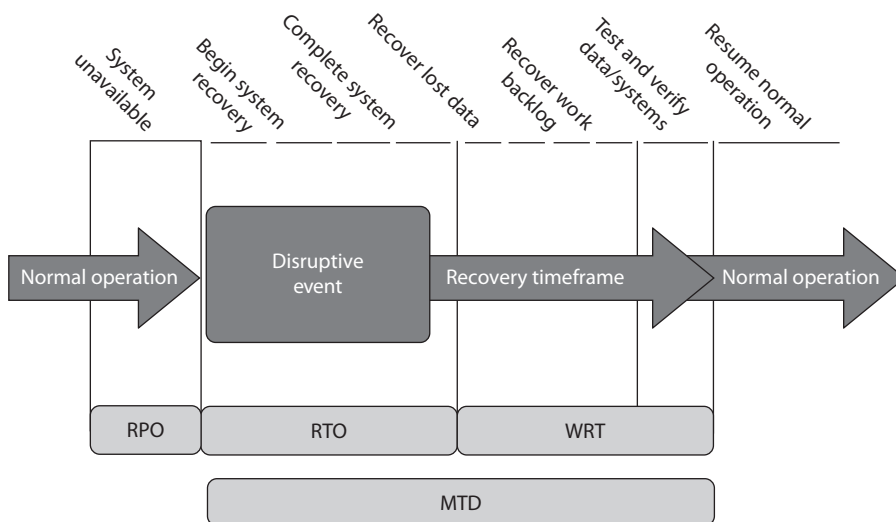 System
unavailable
Begin system
recovery
Complete system
recovery
Recover lost data
Recover work
backlog
Test and verify
data/systems
Resume normal
operation
Normal operation
Disruptive
event
Recovery timeframe
Normal operation
RPO
RTO
WRT
MTD